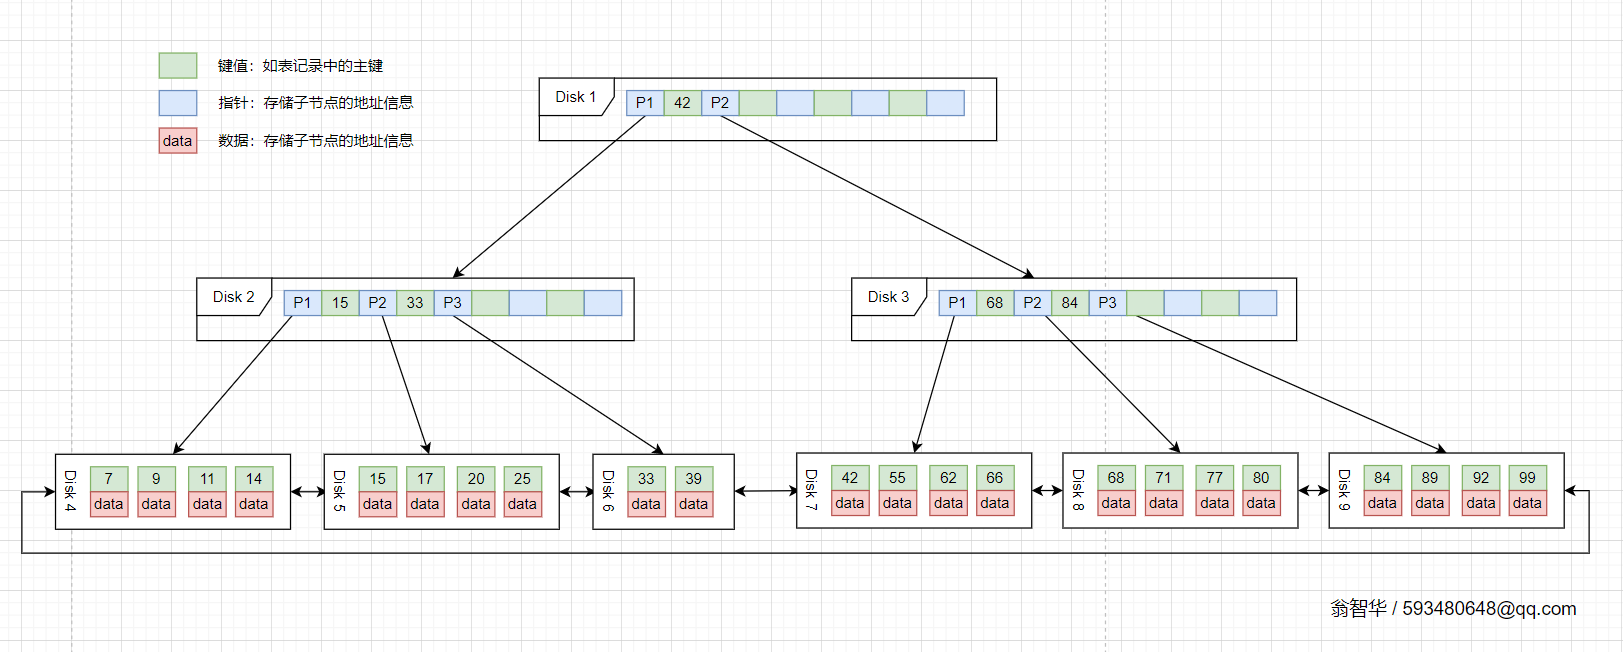 键值：如表记录中的主键
指针：存储子节点的地址信息
data 数据：存储子节点的地址信息
Disk 1 P1 42 P2
Disk 2 P1 15 P2 33 P3
Disk 3 P1 68 P2 84 P3
Disk 4 7 9 11 14
data data data data
Disk 5 15 17 20 25
data data data data
Disk 6 33 39
data data
Disk 7 42 55 62 66
data data data data
Disk 8 68 71 77 80
data data data data
Disk 9 84 89 92 99
data data data data
翁智华 / 593480648@qq.com